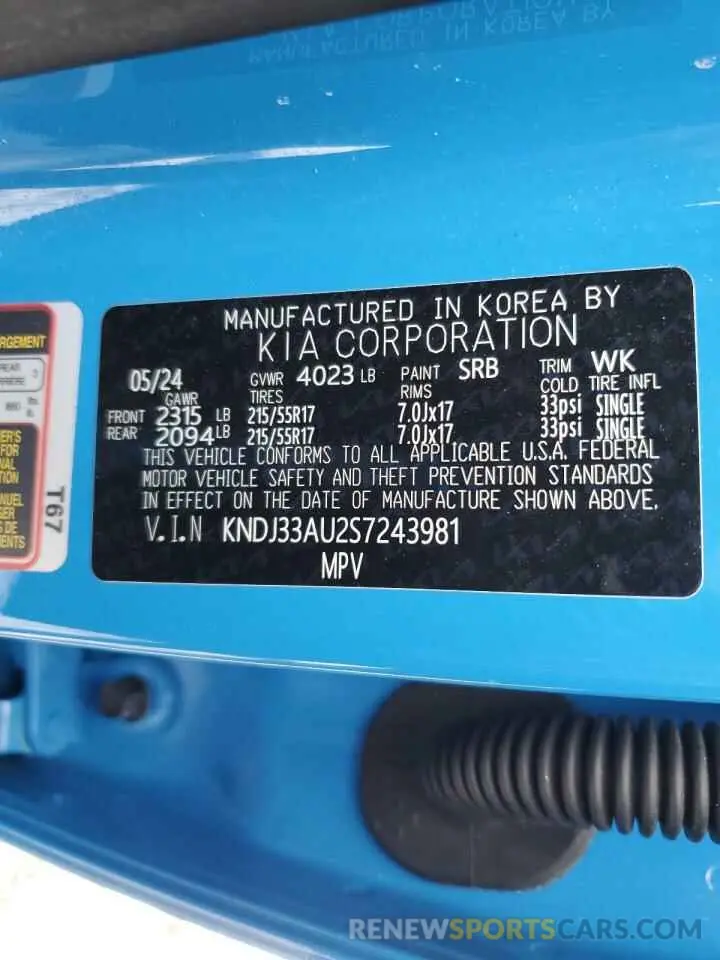 MANUFACTURED IN KOREA BY
KIA CORPORATION
05/24 GVWR 4023 LB PAINT SRB TRIM WK
GAWR TIRES RIMS COLD TIRE INFL
FRONT 2315 LB 215/55R17 7.0Jx17 33psi SINGLE
REAR 2094 LB 215/55R17 7.0Jx17 33psi SINGLE
THIS VEHICLE CONFORMS TO ALL APPLICABLE U.S.A. FEDERAL
MOTOR VEHICLE SAFETY AND THEFT PREVENTION STANDARDS
IN EFFECT ON THE DATE OF MANUFACTURE SHOWN ABOVE.
V.I.N KNDJ33AU2S7243981
MPV
T67
RENEWSPORTSCARS.COM